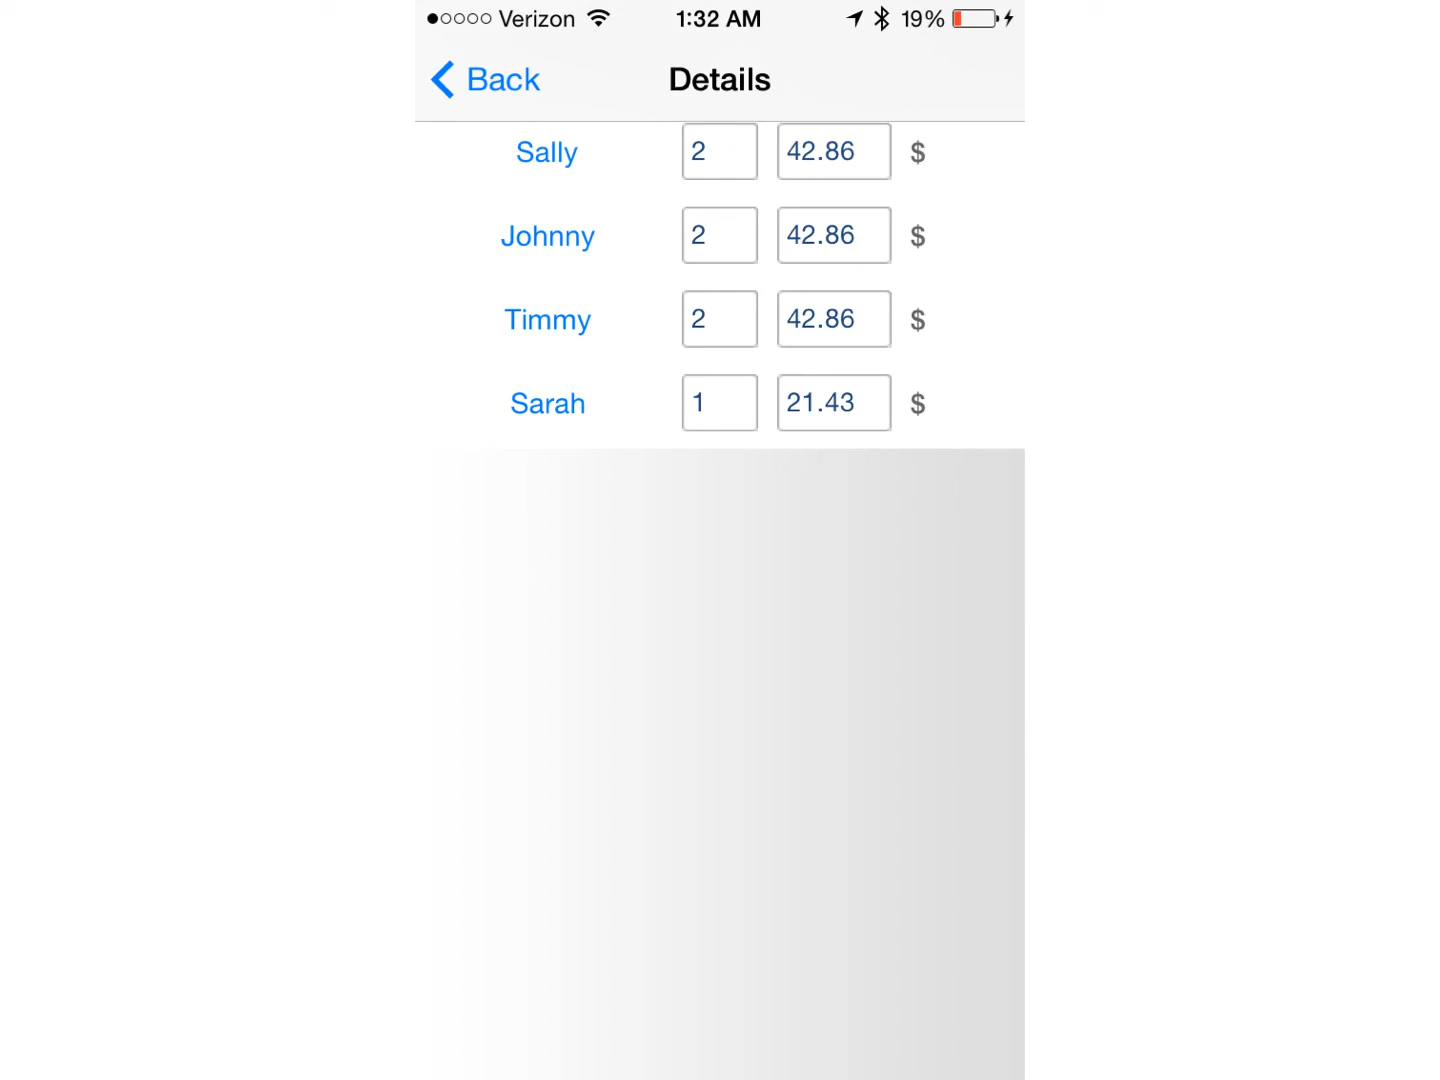 Verizon 1:32 AM 19%
Back Details
Sally 2 42.86 $
Johnny 2 42.86 $
Timmy 2 42.86 $
Sarah 1 21.43 $